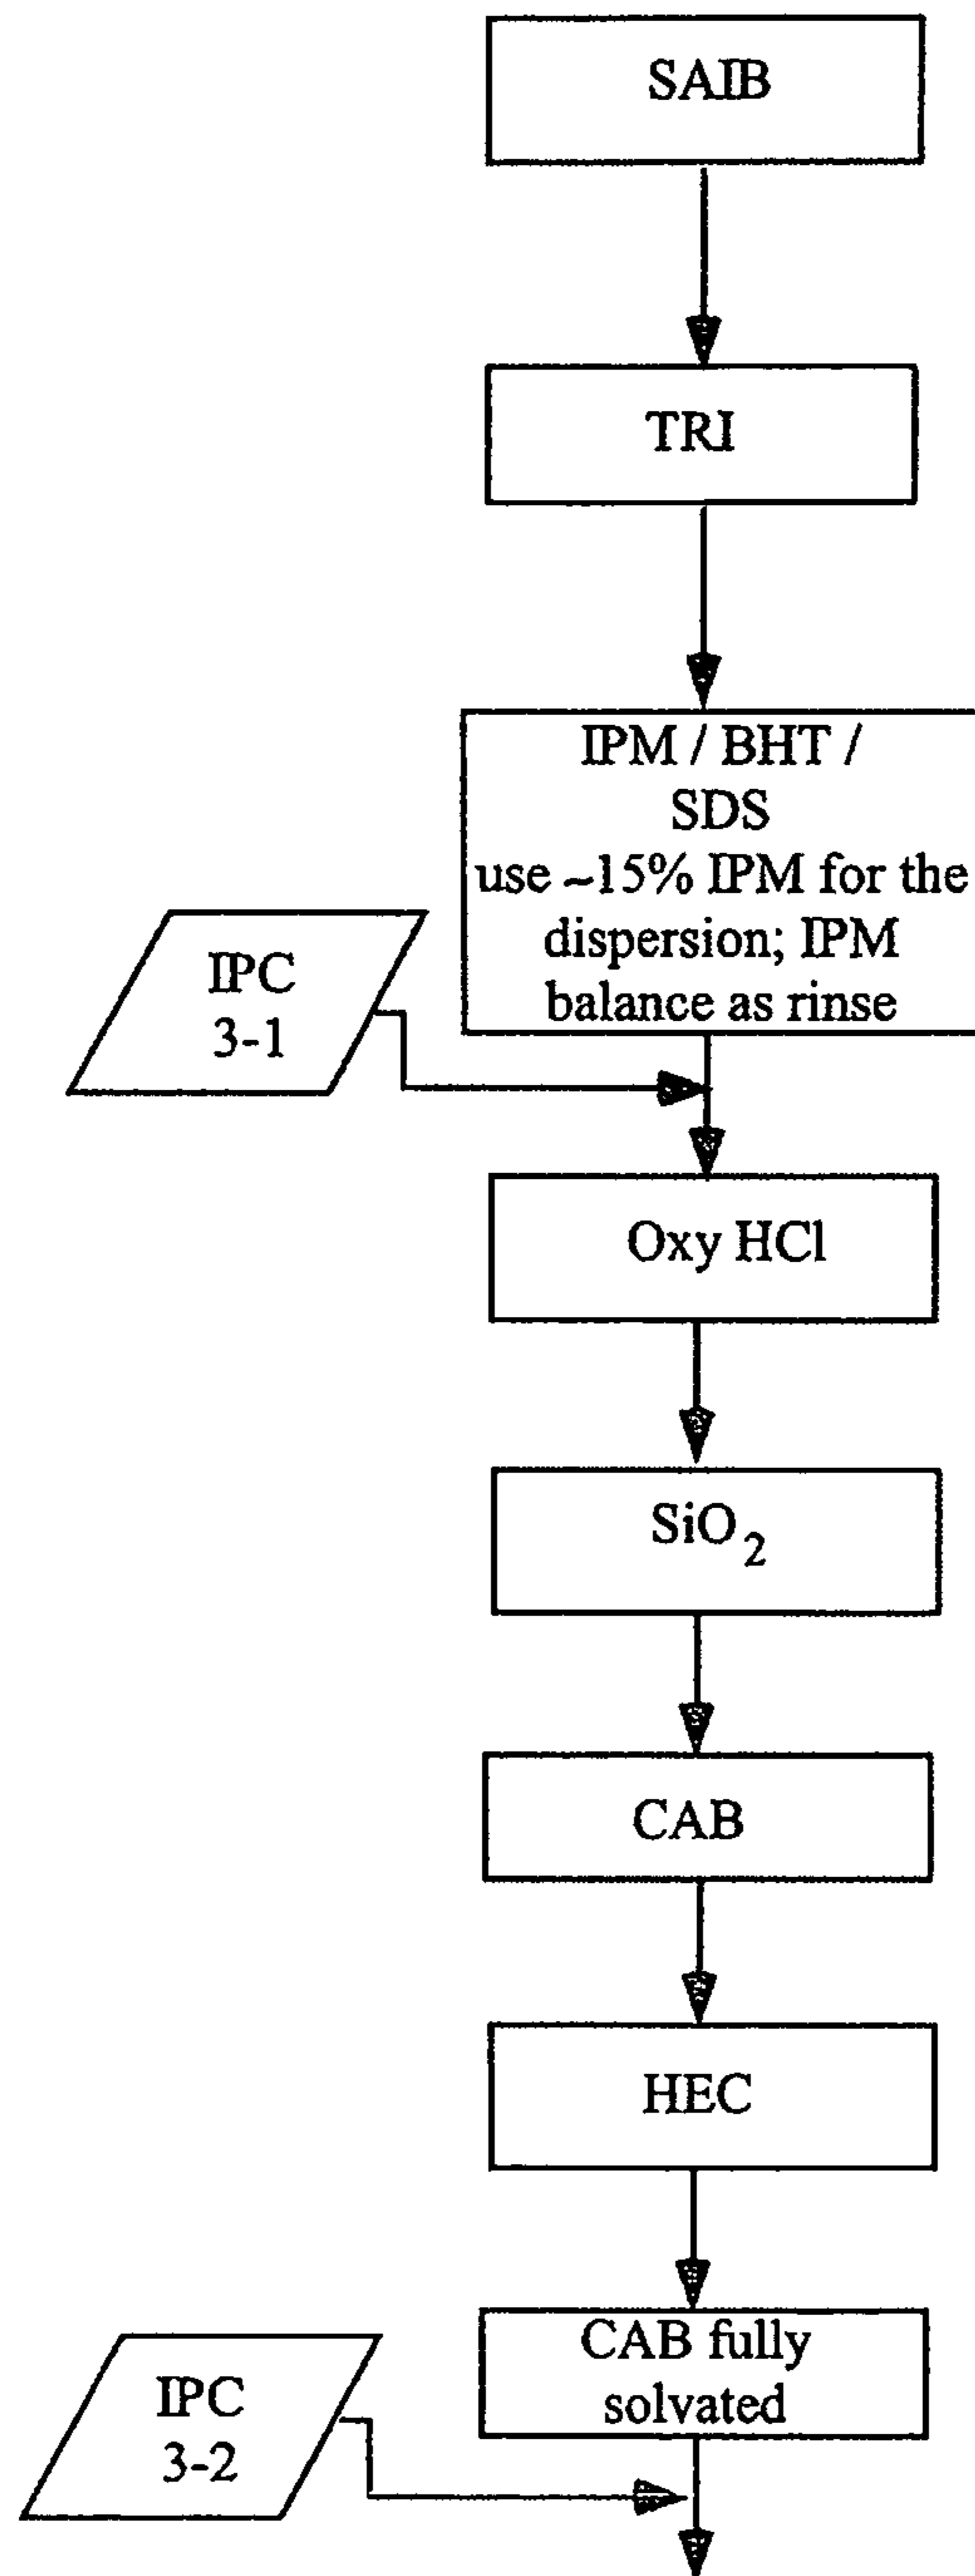 SAIB
TRI
IPM / BHT /
SDS
use ~15% IPM for the
dispersion; IPM
balance as rinse
IPC
3-1
Oxy HCl
SiO2
CAB
HEC
CAB fully
solvated
IPC
3-2